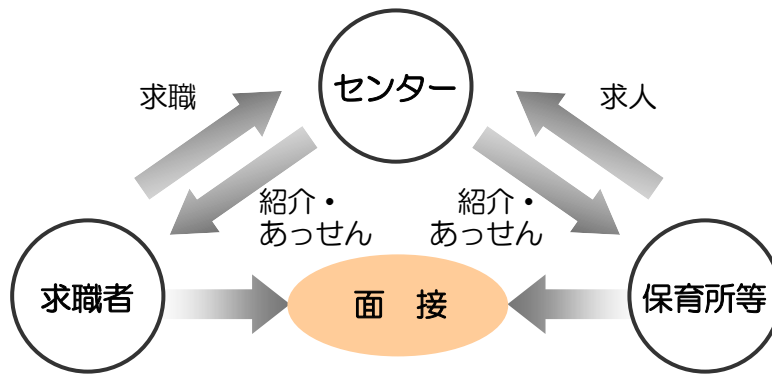 センター
求職
求人
紹介・
あっせん
紹介・
あっせん
求職者
面　接
保育所等